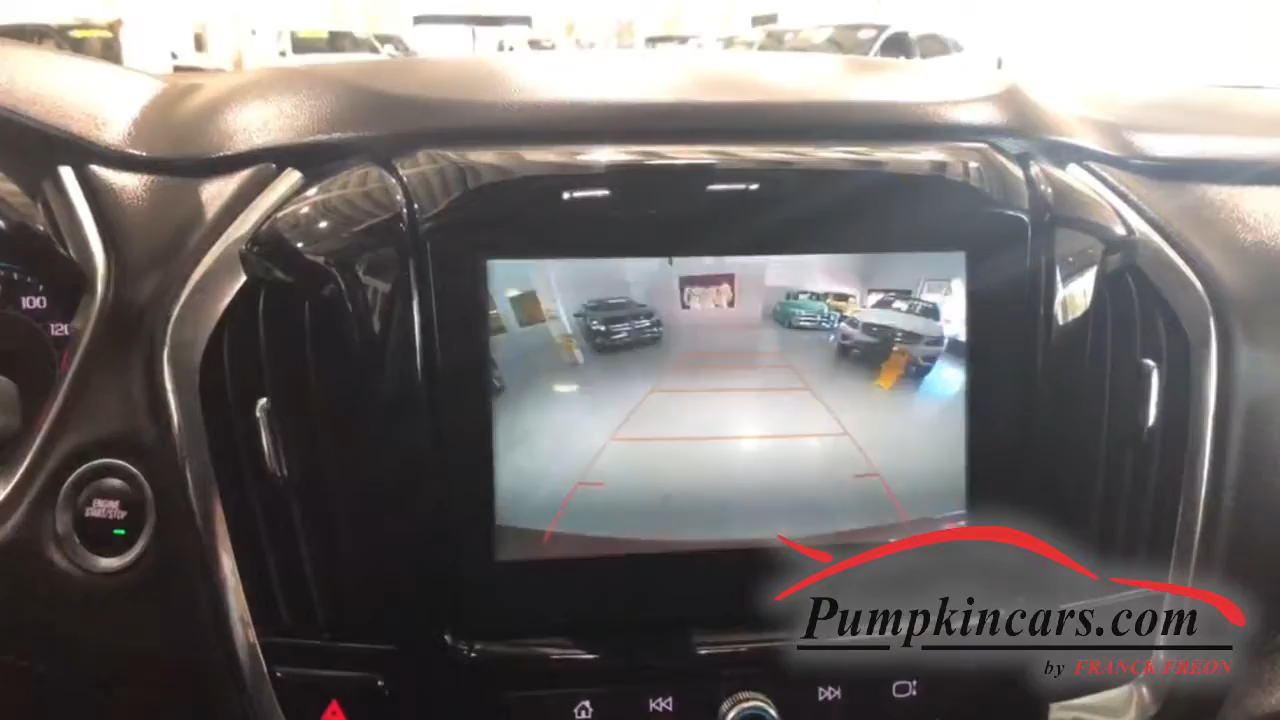 100
120
ENGINE
START/STOP
Pumpkincars.com
by FRANCK FREON